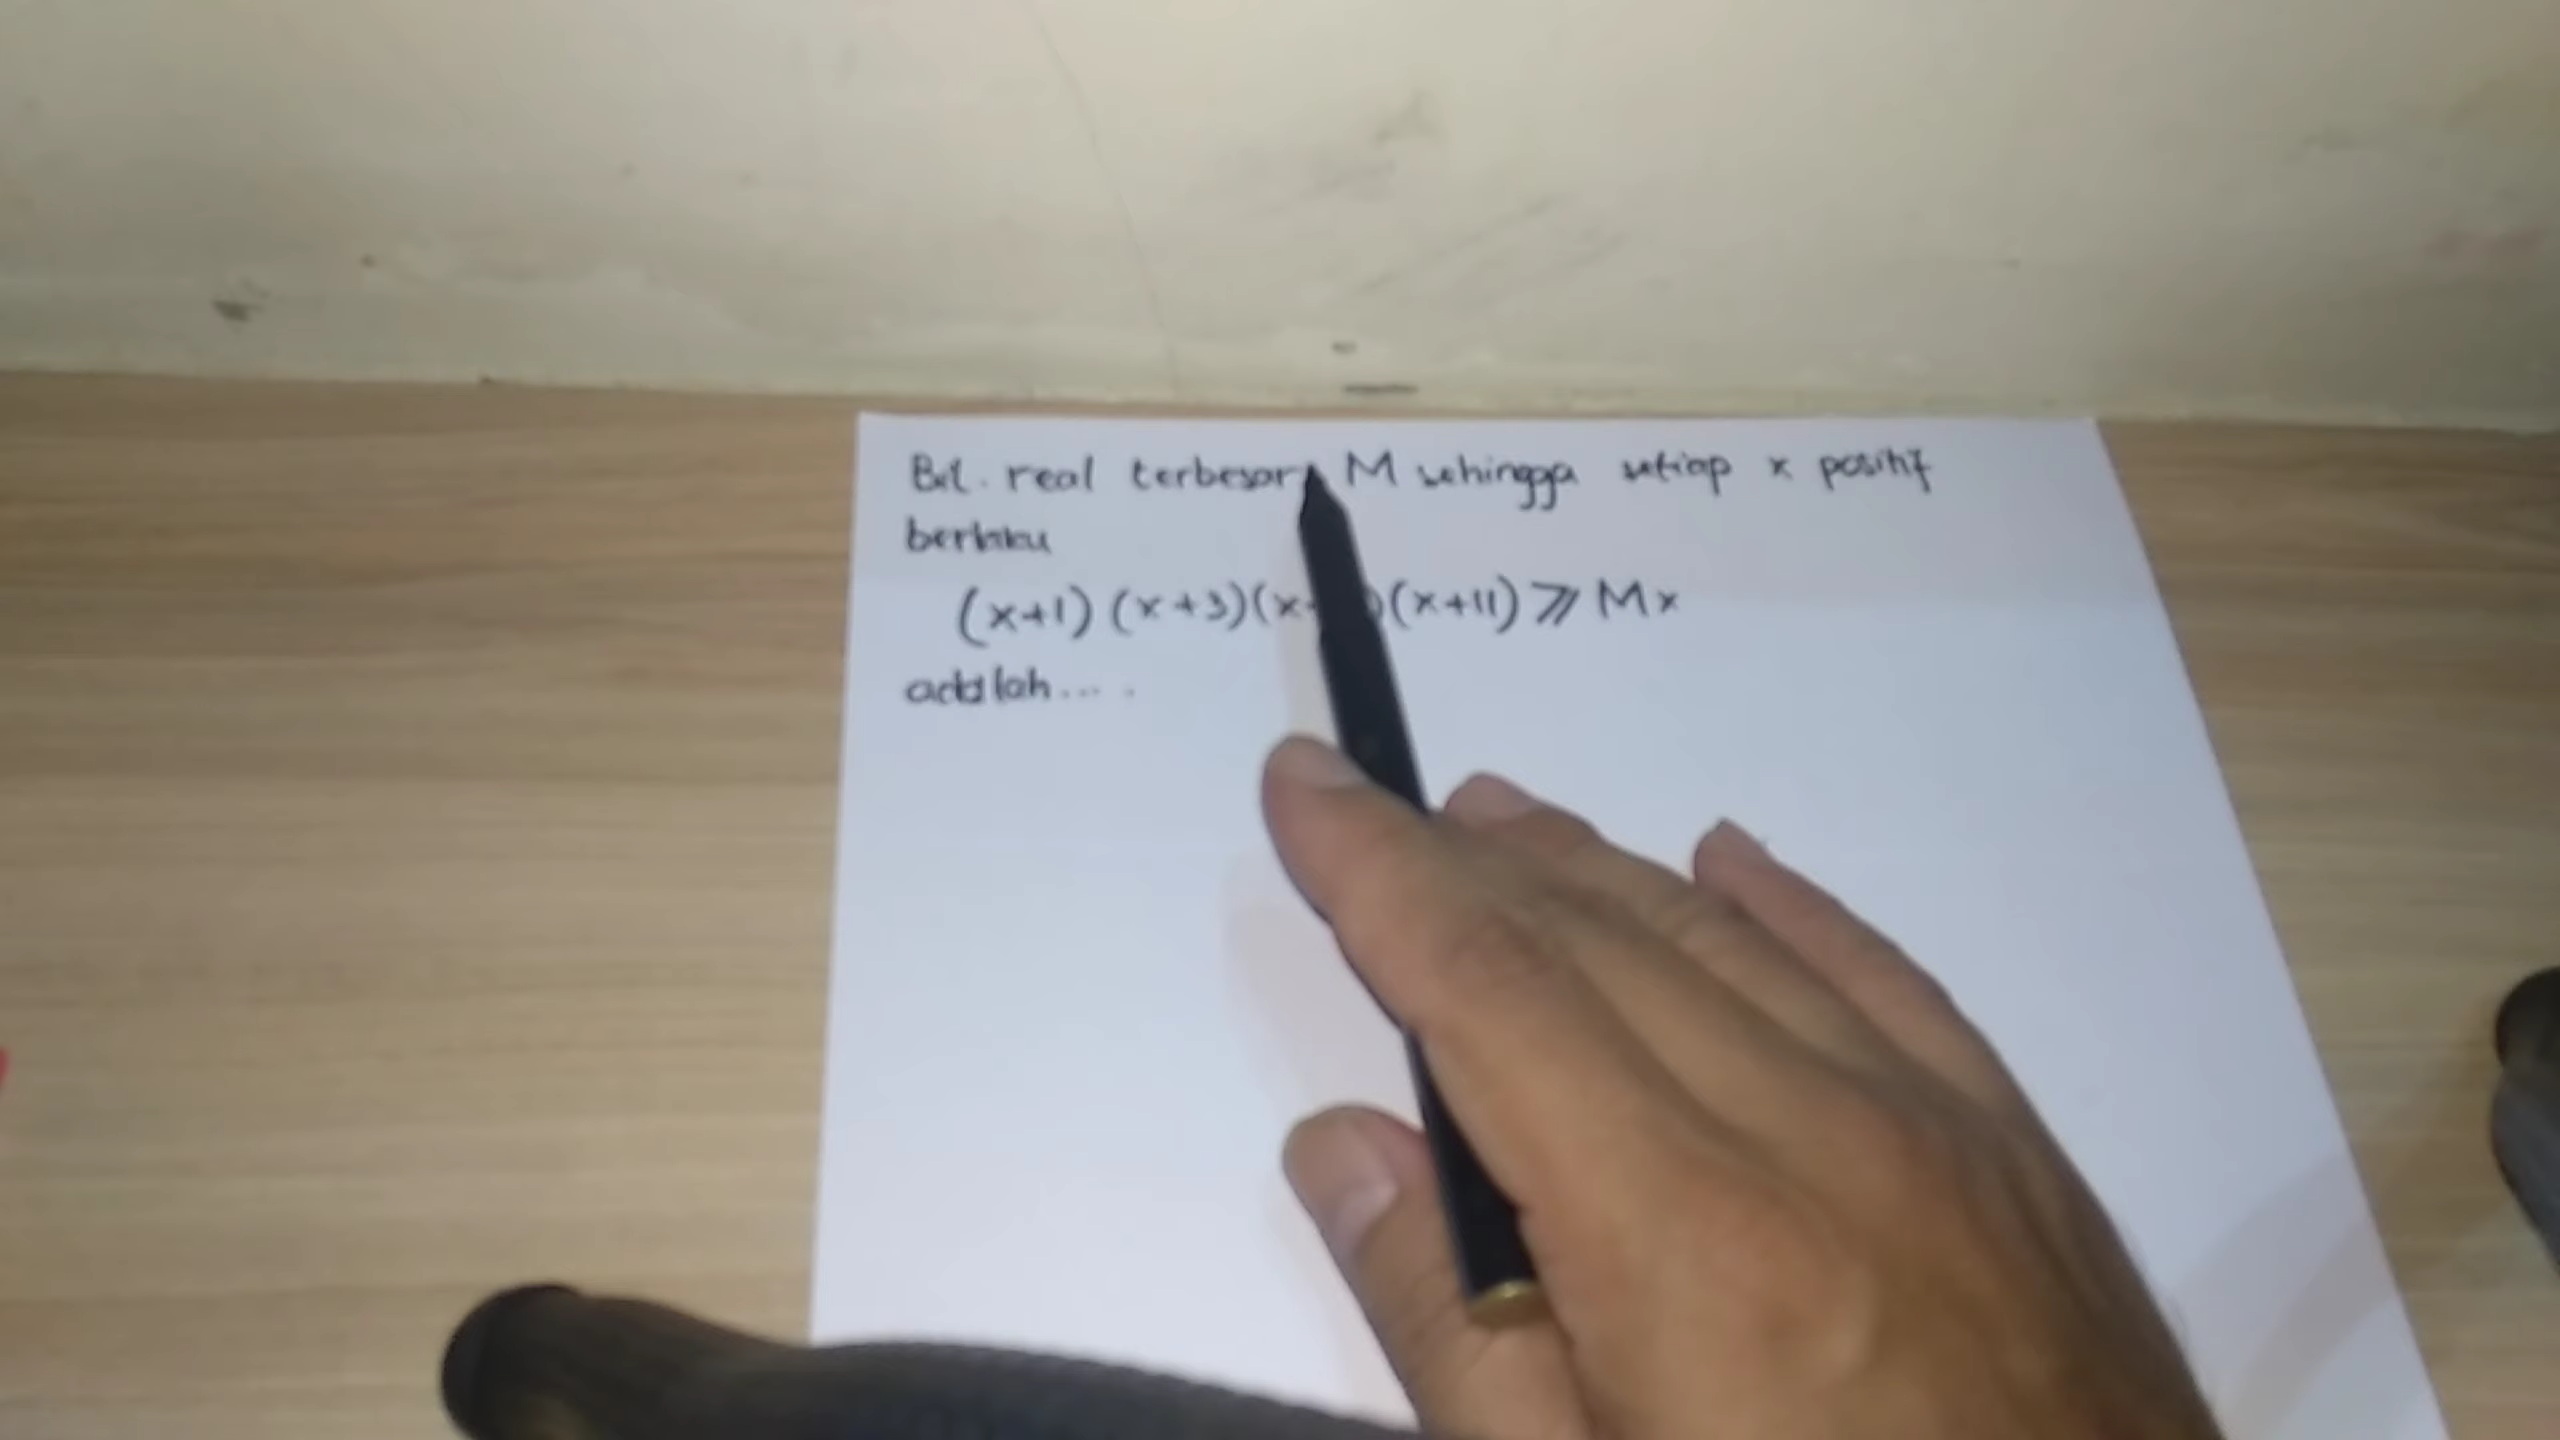 Bil. real terbesar M sehingga setiap x positif
berlaku
(x+1) (x+3)(x+ )(x+11) ⩾ Mx
adalah... .